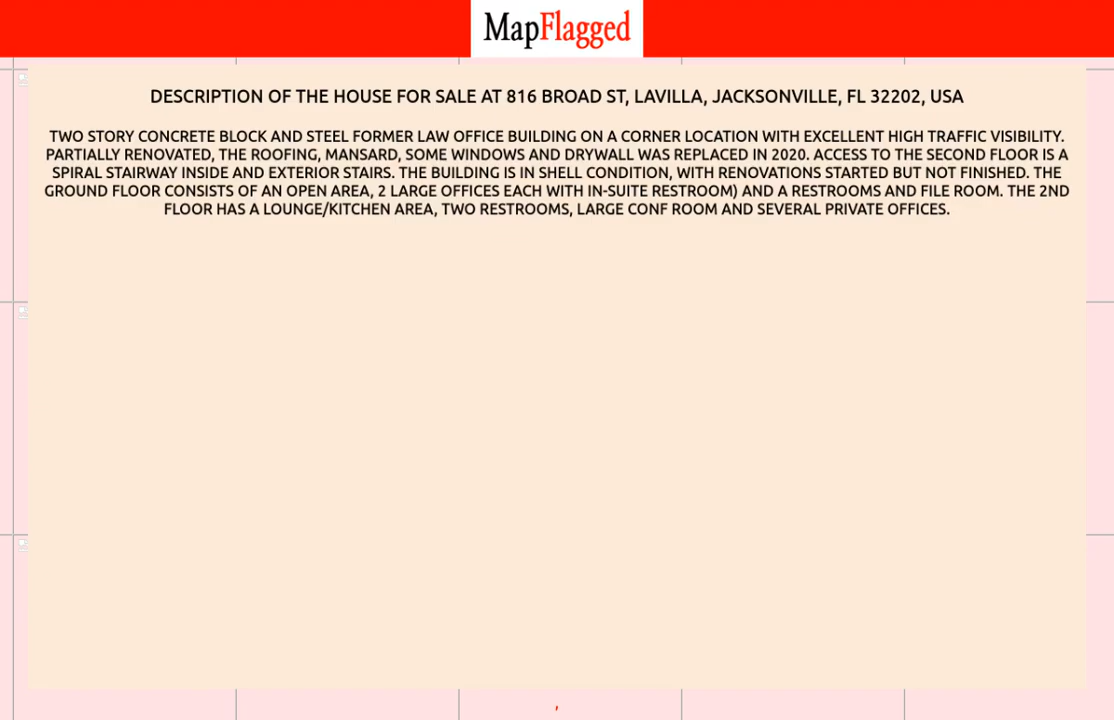 MapFlagged
DESCRIPTION OF THE HOUSE FOR SALE AT 816 BROAD ST, LAVILLA, JACKSONVILLE, FL 32202, USA
TWO STORY CONCRETE BLOCK AND STEEL FORMER LAW OFFICE BUILDING ON A CORNER LOCATION WITH EXCELLENT HIGH TRAFFIC VISIBILITY.
PARTIALLY RENOVATED, THE ROOFING, MANSARD, SOME WINDOWS AND DRYWALL WAS REPLACED IN 2020. ACCESS TO THE SECOND FLOOR IS A
SPIRAL STAIRWAY INSIDE AND EXTERIOR STAIRS. THE BUILDING IS IN SHELL CONDITION, WITH RENOVATIONS STARTED BUT NOT FINISHED. THE
GROUND FLOOR CONSISTS OF AN OPEN AREA, 2 LARGE OFFICES EACH WITH IN-SUITE RESTROOM) AND A RESTROOMS AND FILE ROOM. THE 2ND
FLOOR HAS A LOUNGE/KITCHEN AREA, TWO RESTROOMS, LARGE CONF ROOM AND SEVERAL PRIVATE OFFICES.
,